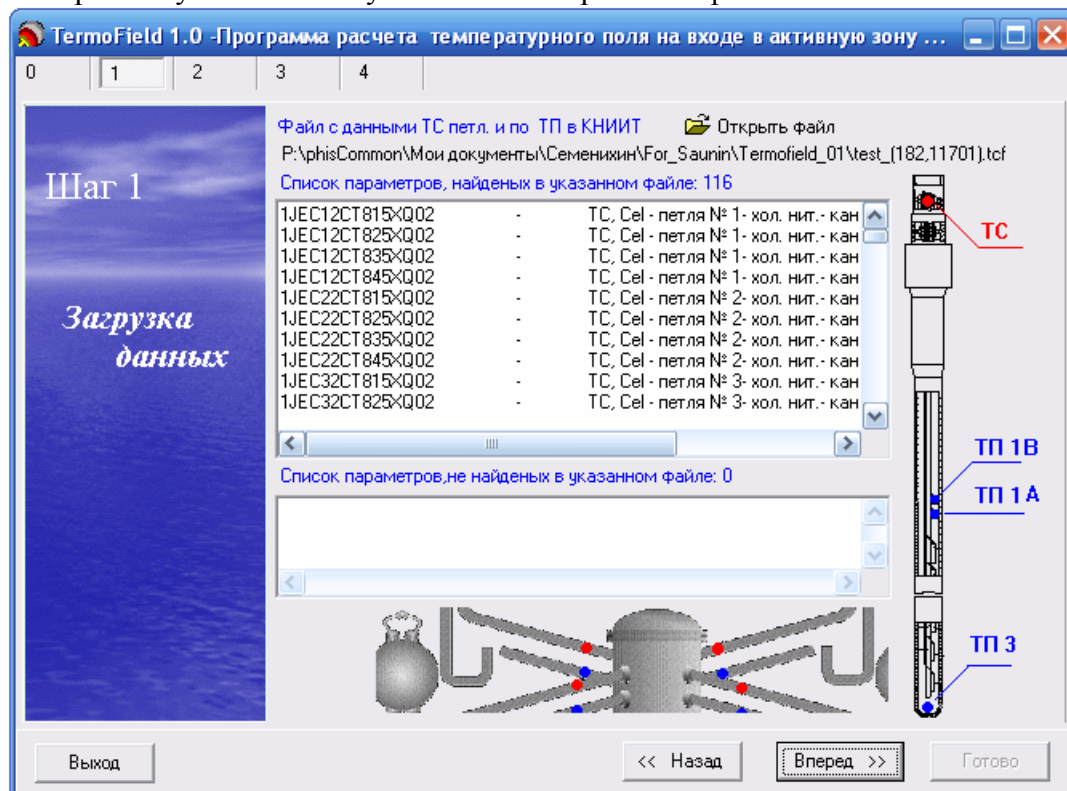 TermoField 1.0 -Программа расчета температурного поля на входе в активную зону ...
0 1 2 3 4
Шаг 1
Загрузка
данных
Файл с данными ТС петл. и по ТП в КНИИТ Открыть файл
P:\phisCommon\Мои документы\Семенихин\For_Saunin\Termofield_01\test_(182,11701).tcf
Список параметров, найденых в указанном файле: 116
1JEC12CT815XQ02 - ТС, Cel - петля № 1- хол. нит.- кан
1JEC12CT825XQ02 - ТС, Cel - петля № 1- хол. нит.- кан
1JEC12CT835XQ02 - ТС, Cel - петля № 1- хол. нит.- кан
1JEC12CT845XQ02 - ТС, Cel - петля № 1- хол. нит.- кан
1JEC22CT815XQ02 - ТС, Cel - петля № 2- хол. нит.- кан
1JEC22CT825XQ02 - ТС, Cel - петля № 2- хол. нит.- кан
1JEC22CT835XQ02 - ТС, Cel - петля № 2- хол. нит.- кан
1JEC22CT845XQ02 - ТС, Cel - петля № 2- хол. нит.- кан
1JEC32CT815XQ02 - ТС, Cel - петля № 3- хол. нит.- кан
1JEC32CT825XQ02 - ТС, Cel - петля № 3- хол. нит.- кан
Список параметров,не найденых в указанном файле: 0
ТС
ТП 1В
ТП 1А
ТП 3
Выход << Назад Вперед >> Готово